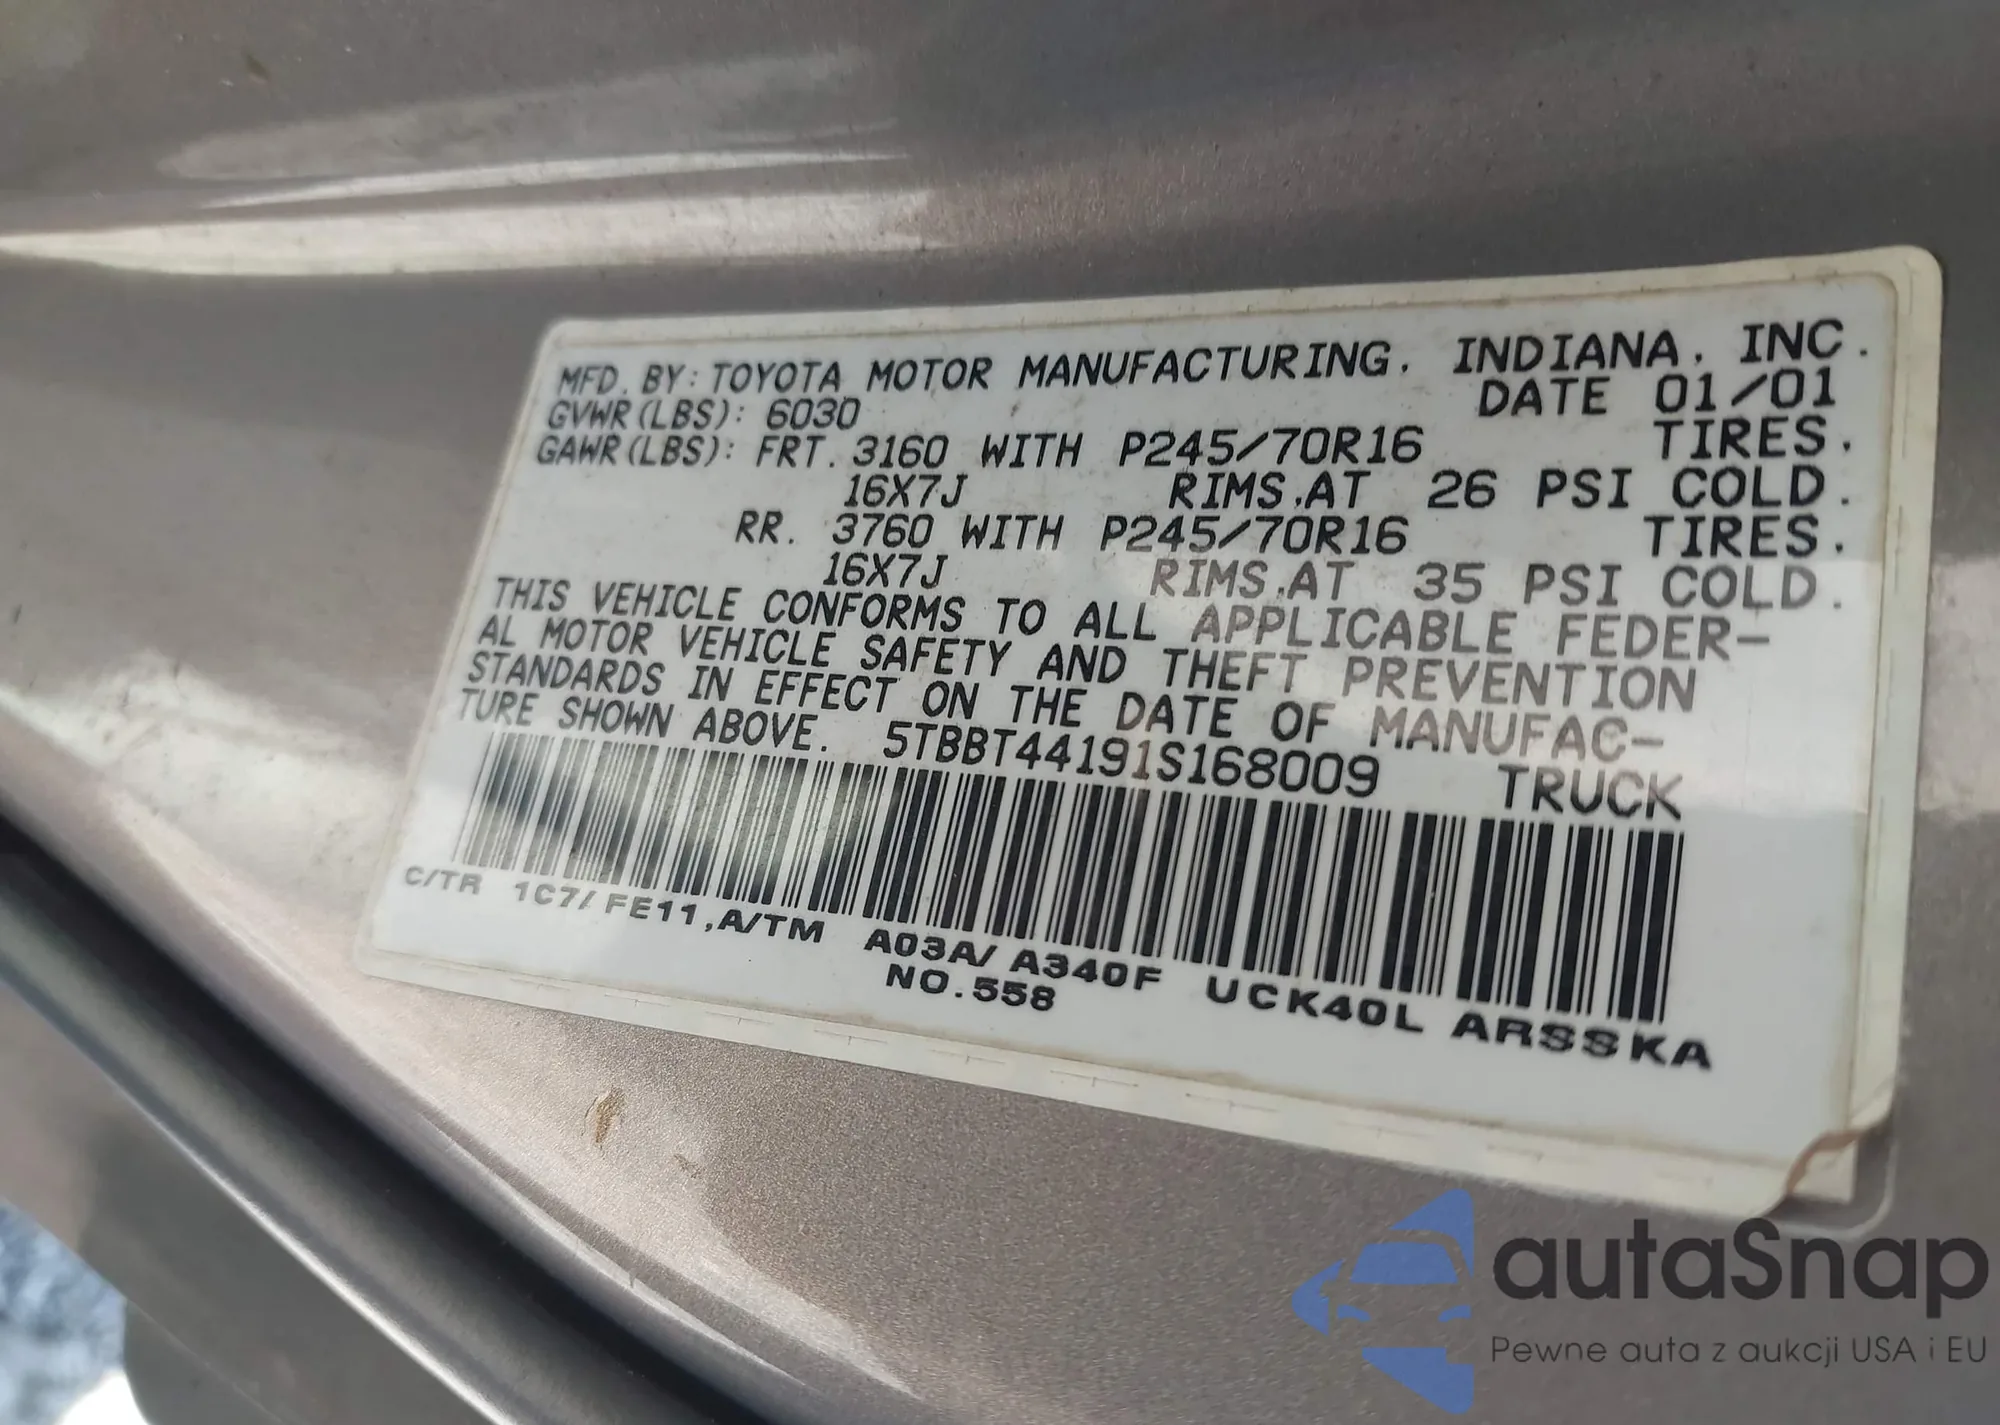 MFD. BY: TOYOTA MOTOR MANUFACTURING. INDIANA, INC.
GVWR(LBS): 6030 DATE 01/01
GAWR(LBS): FRT. 3160 WITH P245/70R16 TIRES.
16X7J RIMS.AT 26 PSI COLD.
RR. 3760 WITH P245/70R16 TIRES.
16X7J RIMS.AT 35 PSI COLD.
THIS VEHICLE CONFORMS TO ALL APPLICABLE FEDER-
AL MOTOR VEHICLE SAFETY AND THEFT PREVENTION
STANDARDS IN EFFECT ON THE DATE OF MANUFAC-
TURE SHOWN ABOVE. 5TBBT44191S168009 TRUCK
C/TR 1C7/ FE11,A/TM A03A/ A340F UCK40L ARSSKA
NO.558
autaSnap
Pewne auta z aukcji USA i EU